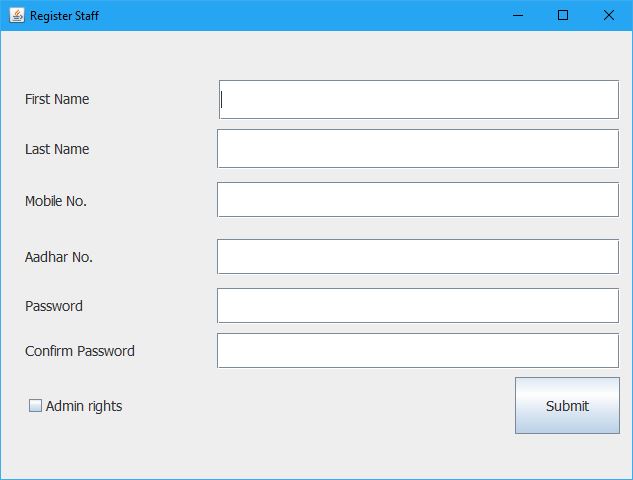 Register Staff
First Name
Last Name
Mobile No.
Aadhar No.
Password
Confirm Password
Admin rights
Submit